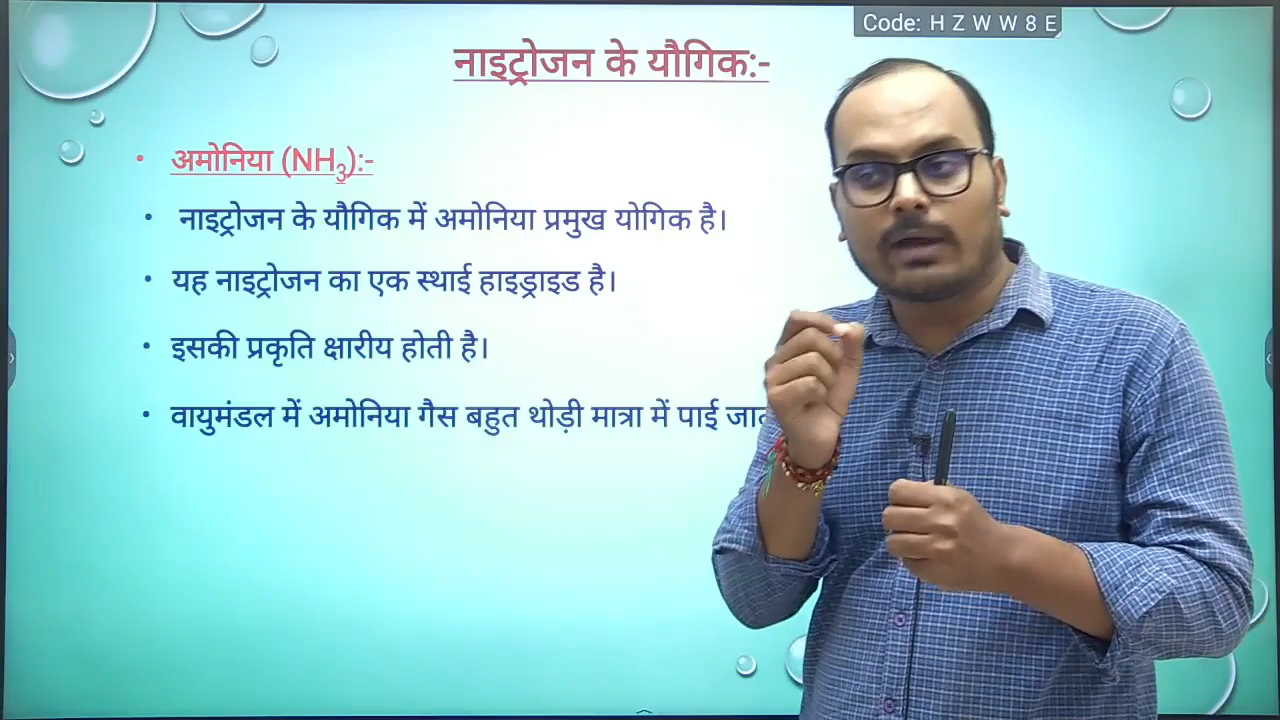 Code: H Z W W 8 E
नाइट्रोजन के यौगिक:-
• अमोनिया (NH3):-
• नाइट्रोजन के यौगिक में अमोनिया प्रमुख योगिक है।
• यह नाइट्रोजन का एक स्थाई हाइड्राइड है।
• इसकी प्रकृति क्षारीय होती है।
• वायुमंडल में अमोनिया गैस बहुत थोड़ी मात्रा में पाई